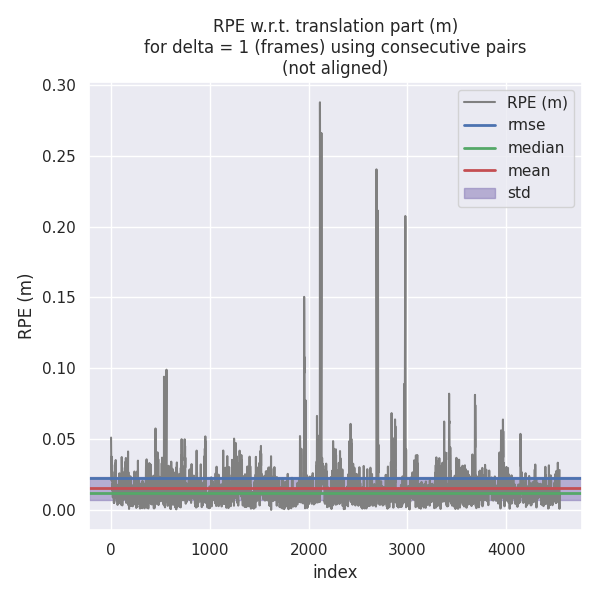 RPE w.r.t. translation part (m)
for delta = 1 (frames) using consecutive pairs
(not aligned)
0.30
0.25
0.20
0.15
0.10
0.05
0.00
RPE (m)
RPE (m)
rmse
median
mean
std
0
1000
2000
3000
4000
index